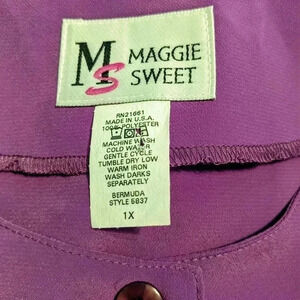 MS MAGGIE
SWEET
RN21661
MADE IN U.S.A.
100% POLYESTER
MACHINE WASH
COLD WATER
GENTLE CYCLE
TUMBLE DRY LOW
WARM IRON
WASH DARKS
SEPARATELY
BERMUDA
STYLE 5837
1X